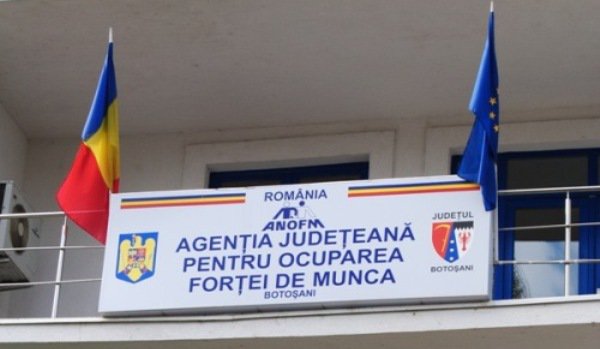 ROMÂNIA
ANOFM
AGENȚIA JUDEȚEANĂ
PENTRU OCUPAREA
FORȚEI DE MUNCA
BOTOȘANI
JUDEȚUL
BOTOȘANI